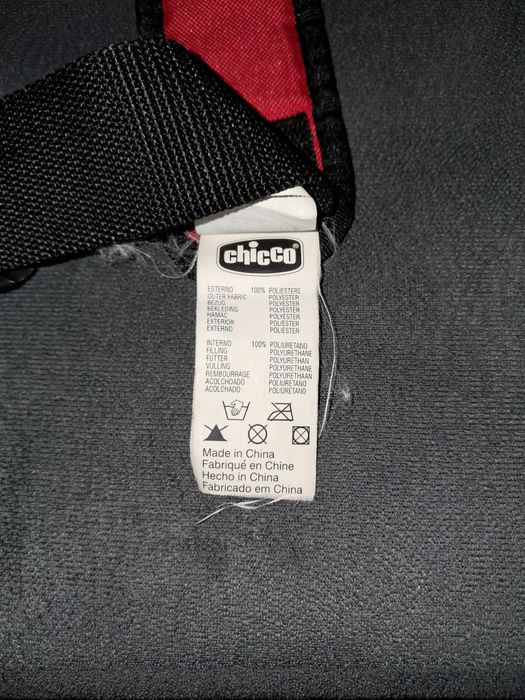 chicco
ESTERNO 100% POLIESTERE
OUTER FABRIC POLYESTER
BEZUG POLYESTER
BEKLEDING POLYESTER
HAMAC POLYESTER
EXTERIOR POLIESTER
EXTERNO POLIÉSTER
INTERNO 100% POLIURETANO
FILLING POLYURETHANE
FUTTER POLYURETHAN
VULLING POLYURETHANE
REMBOURRAGE POLYURETHAAN
ACOLCHOADO POLIURETANO
ACOLCHADO POLIURETANO
Made in China
Fabriqué en Chine
Hecho in China
Fabricado em China